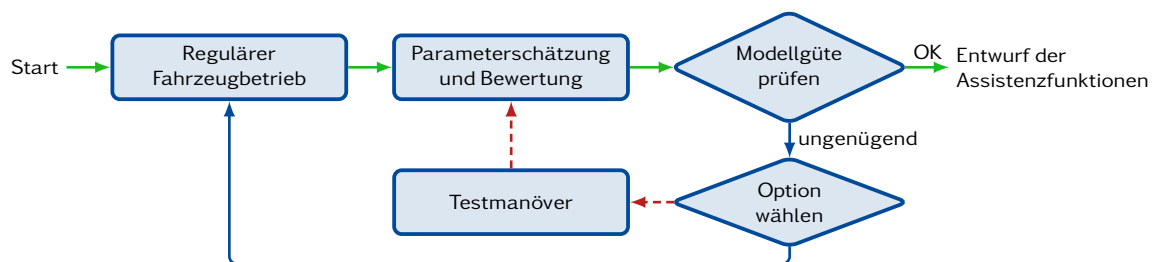 Start
Regulärer
Fahrzeugbetrieb
Parameterschätzung
und Bewertung
Modellgüte
prüfen
OK
Entwurf der
Assistenzfunktionen
ungenügend
Testmanöver
Option
wählen